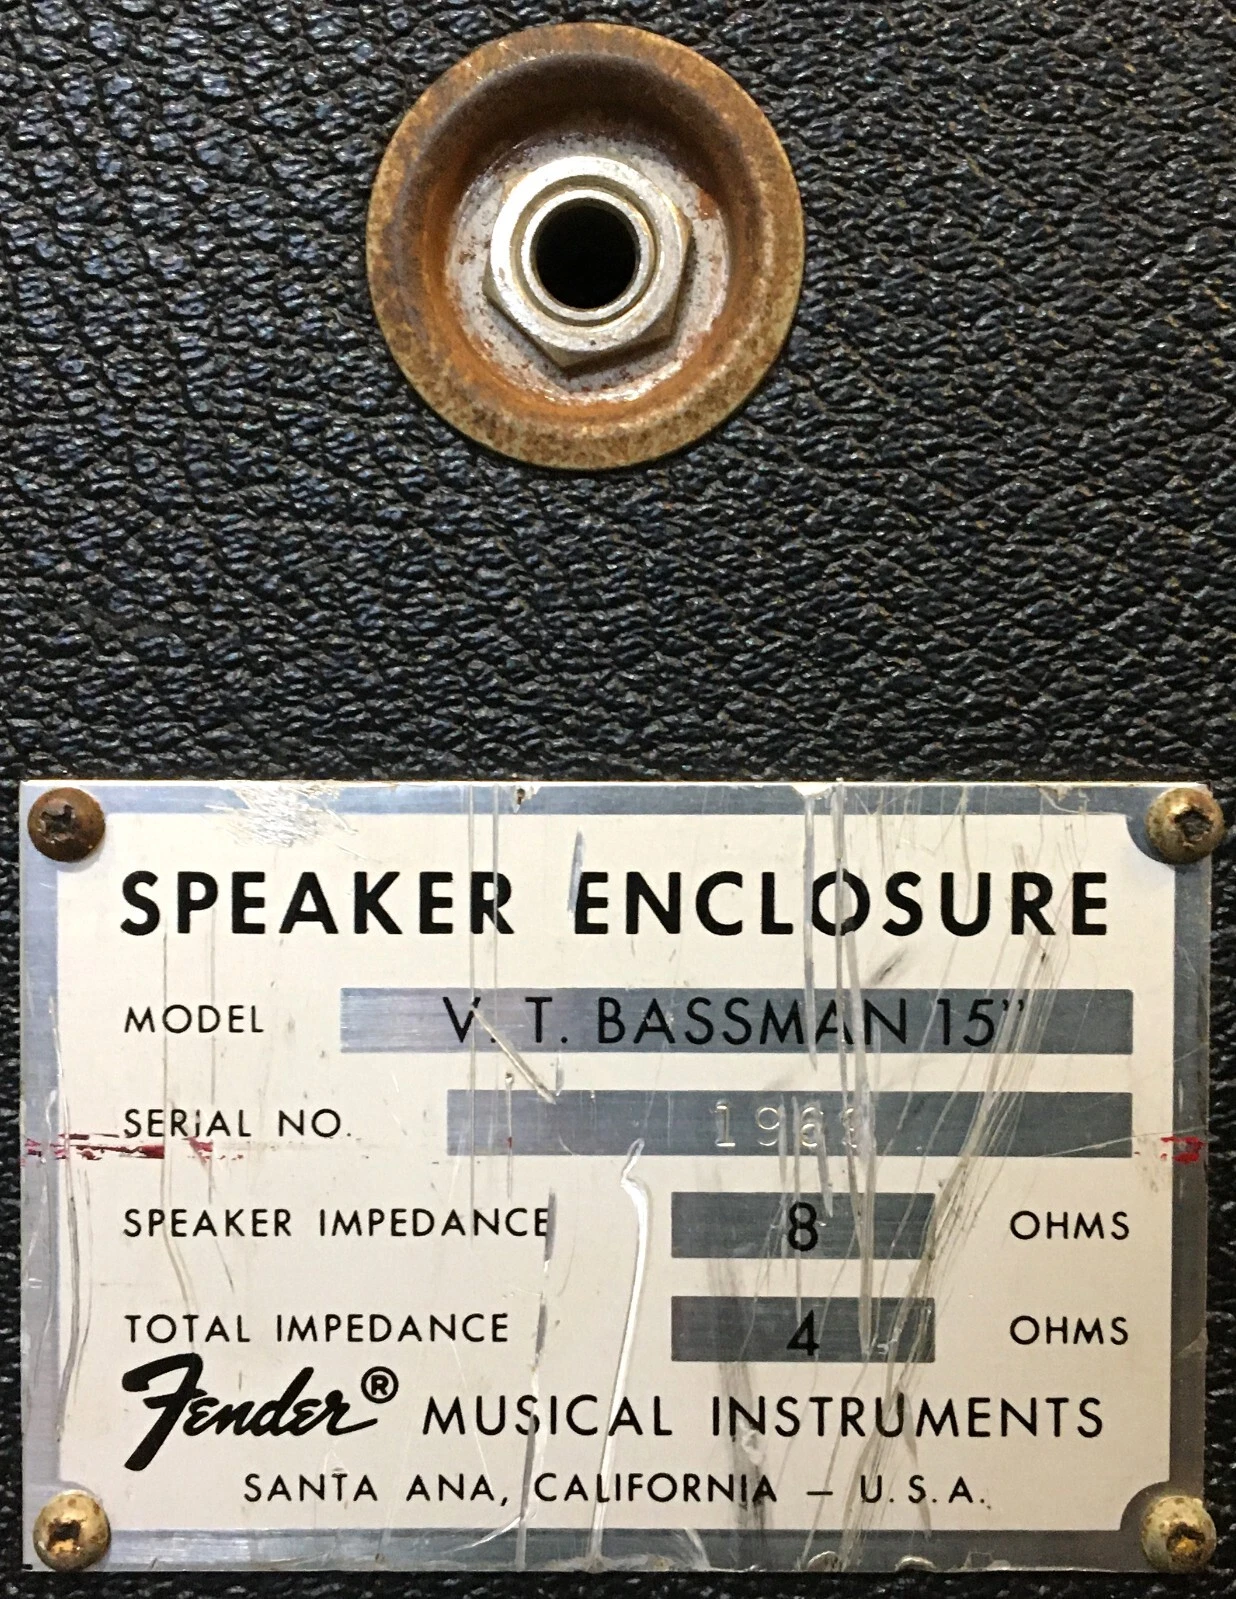 SPEAKER ENCLOSURE
MODEL V. T. BASSMAN 15"
SERIAL NO.
SPEAKER IMPEDANCE 8 OHMS
TOTAL IMPEDANCE 4 OHMS
Fender® MUSICAL INSTRUMENTS
SANTA ANA, CALIFORNIA – U.S.A.